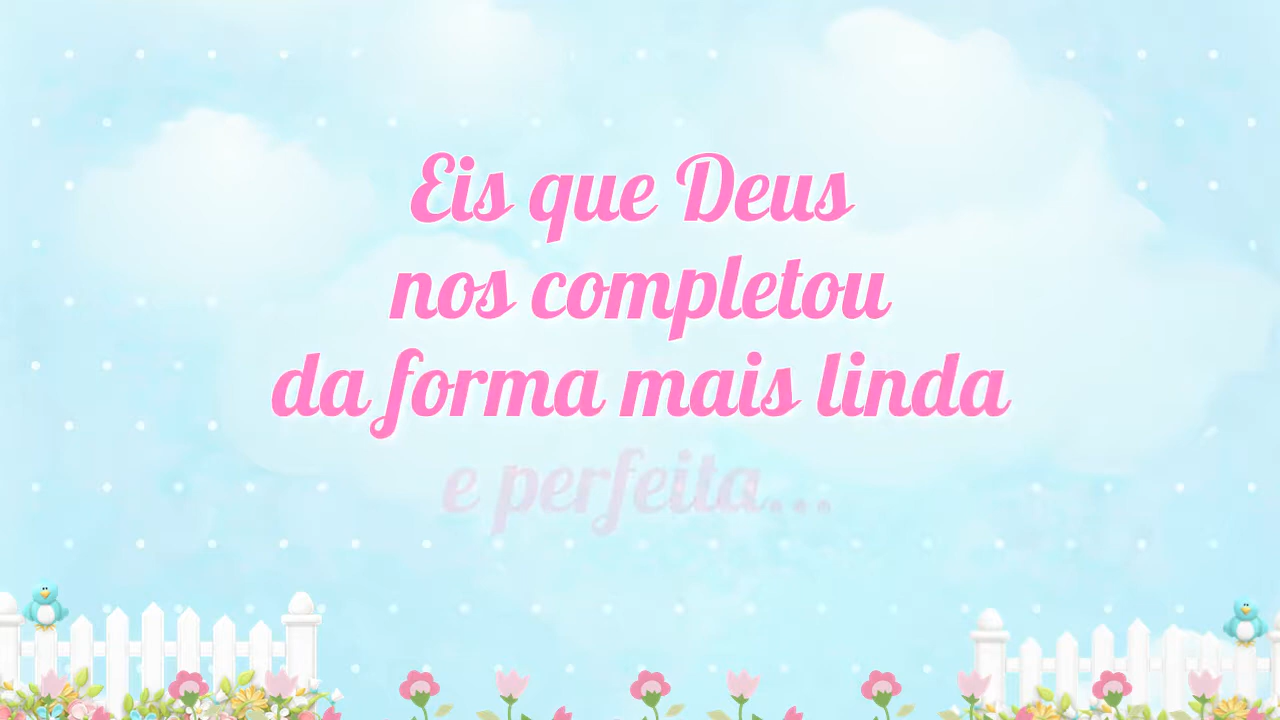 Eis que Deus
nos completou
da forma mais linda
e perfeita...